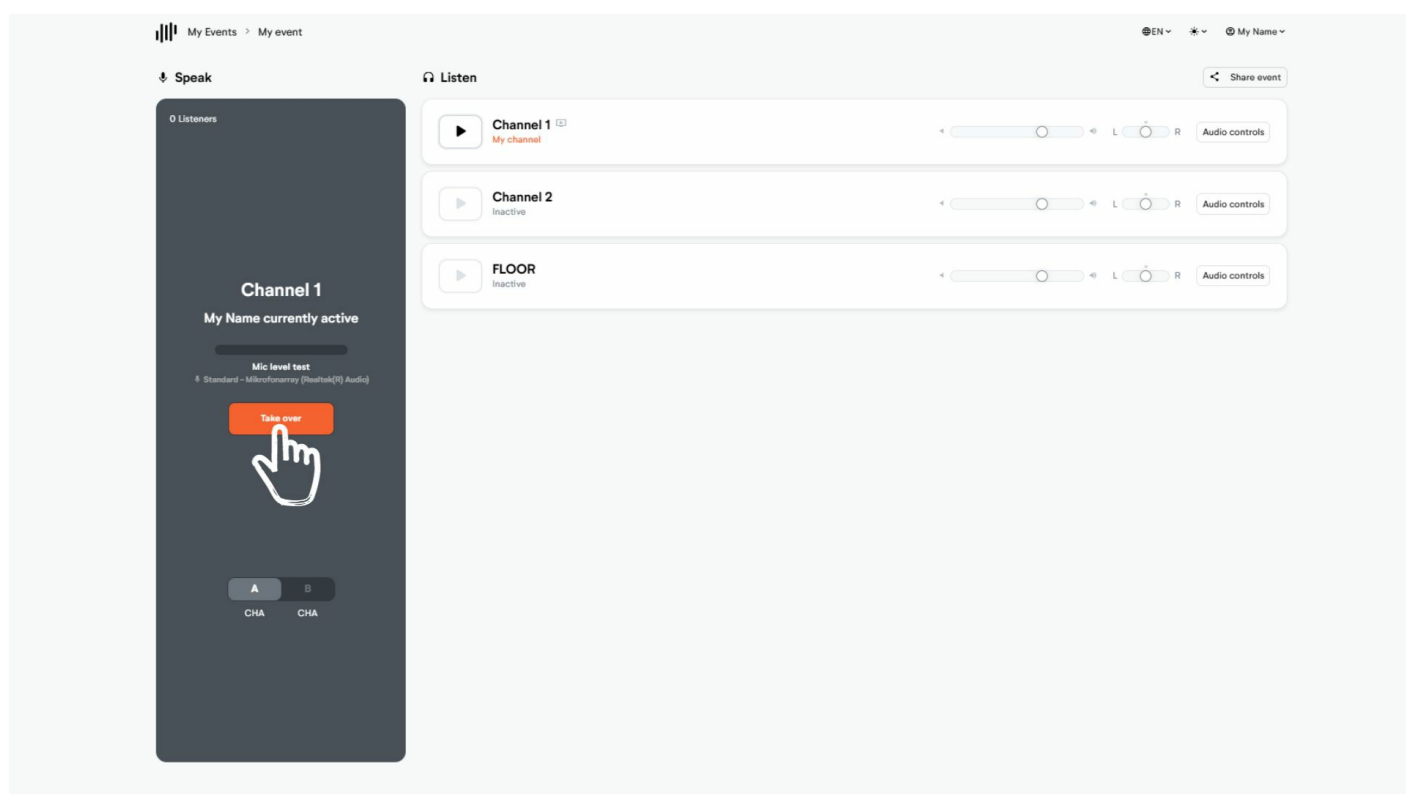 My Events > My event
EN
My Name
Speak
Listen
Share event
0 Listeners
Channel 1
My Name currently active
Mic level test
Standard – Mikrofonarray (Realtek(R) Audio)
Take over
A B
CHA CHA
Channel 1
My channel
L R Audio controls
Channel 2
Inactive
L R Audio controls
FLOOR
Inactive
L R Audio controls